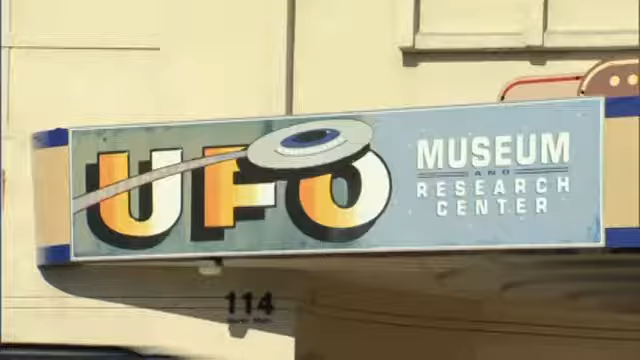 UFO
MUSEUM
AND
RESEARCH
CENTER
114